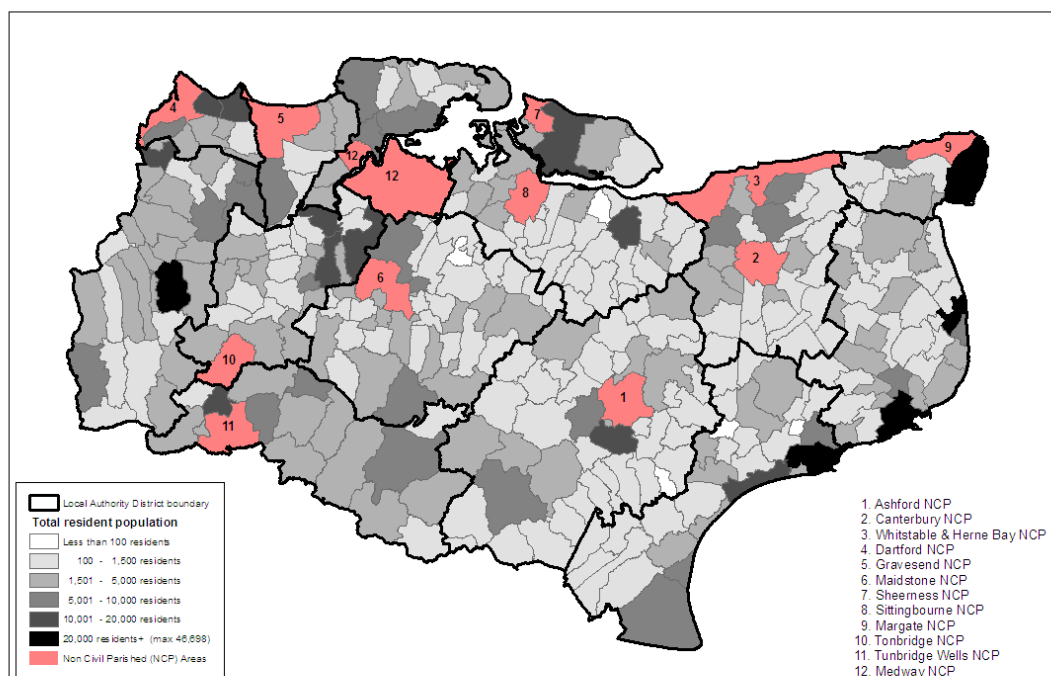 4
5
7
12
12
8
9
3
2
6
10
1
11
Local Authority District boundary
Total resident population
Less than 100 residents
100 - 1,500 residents
1,501 - 5,000 residents
5,001 - 10,000 residents
10,001 - 20,000 residents
20,000 residents+ (max 46,698)
Non Civil Parished (NCP) Areas
1. Ashford NCP
2. Canterbury NCP
3. Whitstable & Herne Bay NCP
4. Dartford NCP
5. Gravesend NCP
6. Maidstone NCP
7. Sheerness NCP
8. Sittingbourne NCP
9. Margate NCP
10. Tonbridge NCP
11. Tunbridge Wells NCP
12. Medway NCP